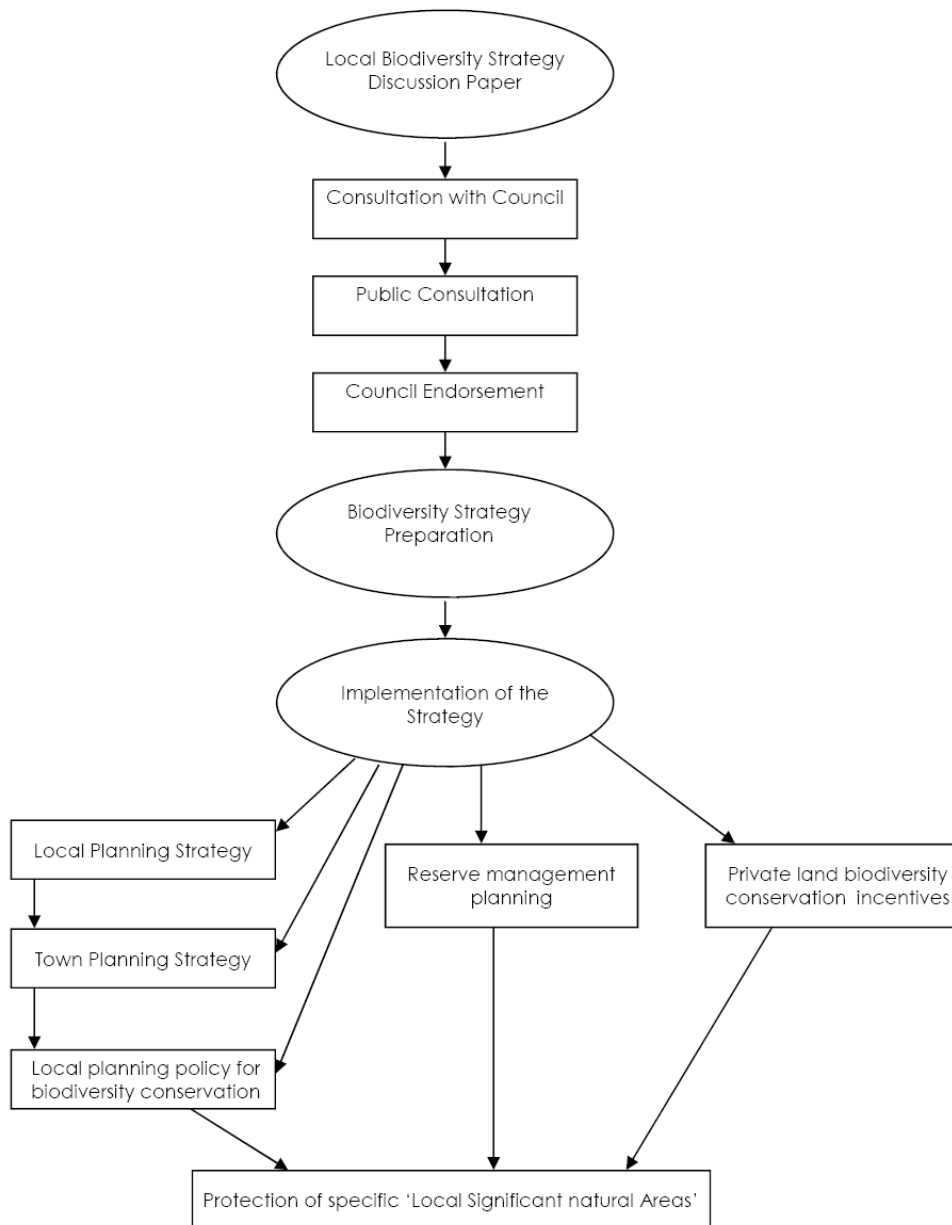 Local Biodiversity Strategy
Discussion Paper
Consultation with Council
Public Consultation
Council Endorsement
Biodiversity Strategy
Preparation
Implementation of the
Strategy
Local Planning Strategy
Reserve management
planning
Private land biodiversity
conservation incentives
Town Planning Strategy
Local planning policy for
biodiversity conservation
Protection of specific ‘Local Significant natural Areas’